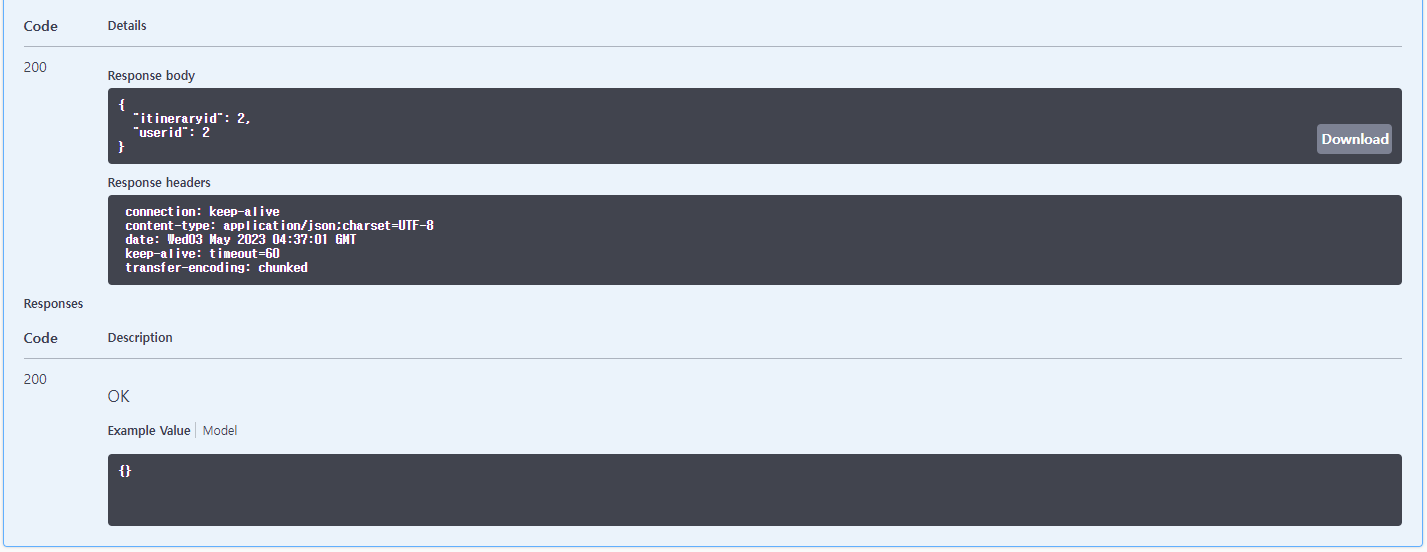 Code Details
200
Response body
{
"itineraryid": 2,
"userid": 2
}
Download
Response headers
connection: keep-alive
content-type: application/json;charset=UTF-8
date: Wed03 May 2023 04:37:01 GMT
keep-alive: timeout=60
transfer-encoding: chunked
Responses
Code Description
200
OK
Example Value Model
{}